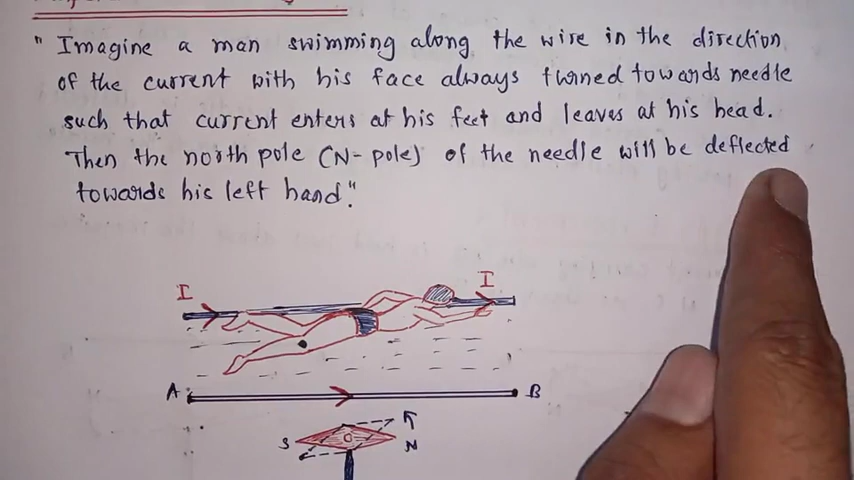 " Imagine a man swimming along the wire in the direction
of the current with his face always turned towards needle
such that current enters at his feet and leaves at his head.
Then the north pole (N-pole) of the needle will be deflected
towards his left hand".
I I
A B
S N